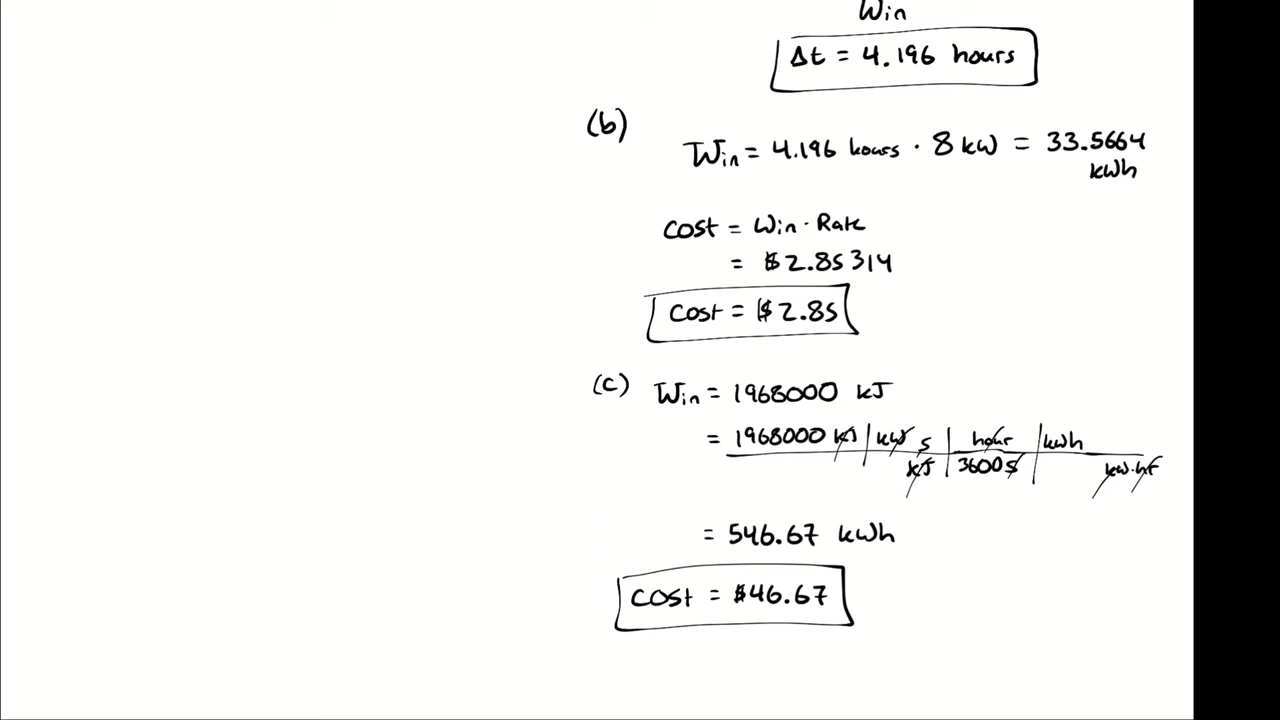 Win
Δt = 4.196 hours
(b)
Win = 4.196 hours · 8 kW = 33.5664
kWh
Cost = Win · Rate
= $2.85314
Cost = $2.85
(c) Win = 1968000 kJ
= 1968000 kJ | kW s | hour | kWh
kJ | 3600 s | kW·hr
= 546.67 kWh
Cost = $46.67